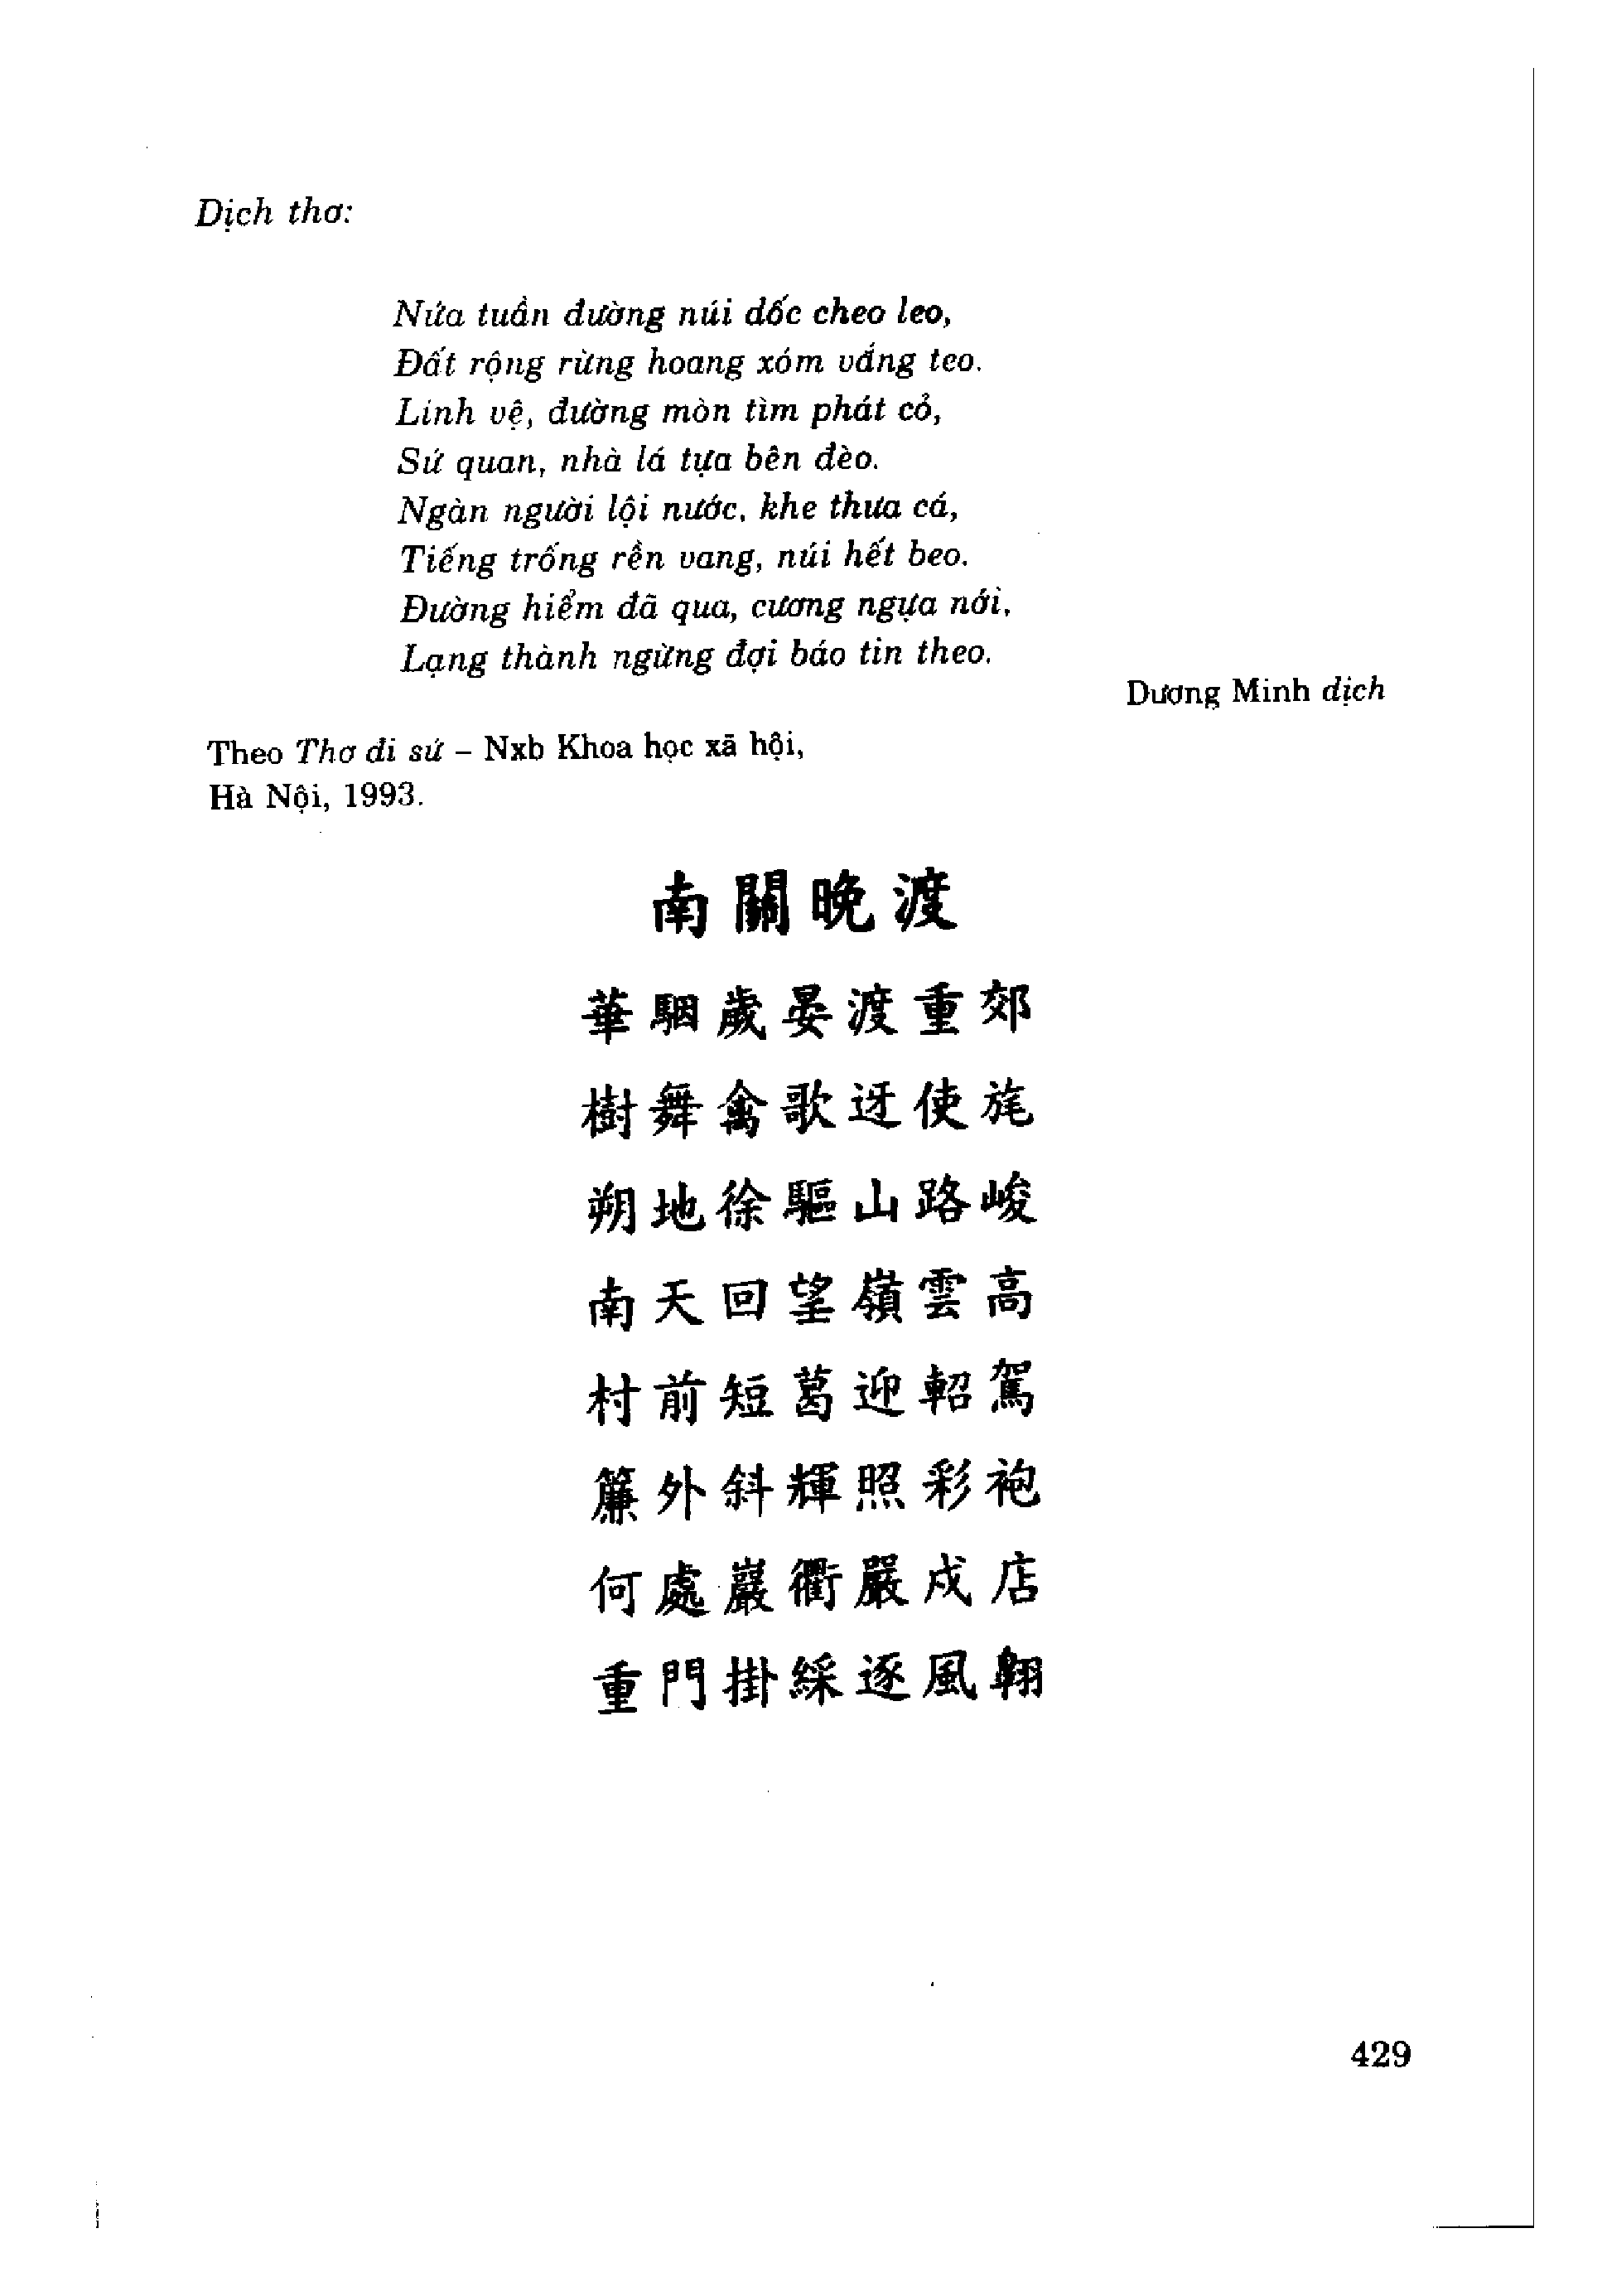 Dịch thơ:
Nửa tuần đường núi dốc cheo leo,
Đất rộng rừng hoang xóm vắng teo.
Lính vệ, đường mòn tìm phát cỏ,
Sứ quan, nhà lá tựa bên đèo.
Ngàn người lội nước, khe thưa cá,
Tiếng trống rền vang, núi hết beo.
Đường hiểm đã qua, cương ngựa nới,
Lạng thành ngừng đợi báo tin theo.
Dương Minh dịch
Theo Thơ đi sứ – Nxb Khoa học xã hội,
Hà Nội, 1993.
南關晚渡
華駰歲晏渡重郊
樹舞禽歌迓使旄
朔地徐驅山路峻
南天回望嶺雲高
村前短葛迎軺駕
簾外斜輝照彩袍
何處巖衢嚴戍店
重門掛綵逐風翱
429